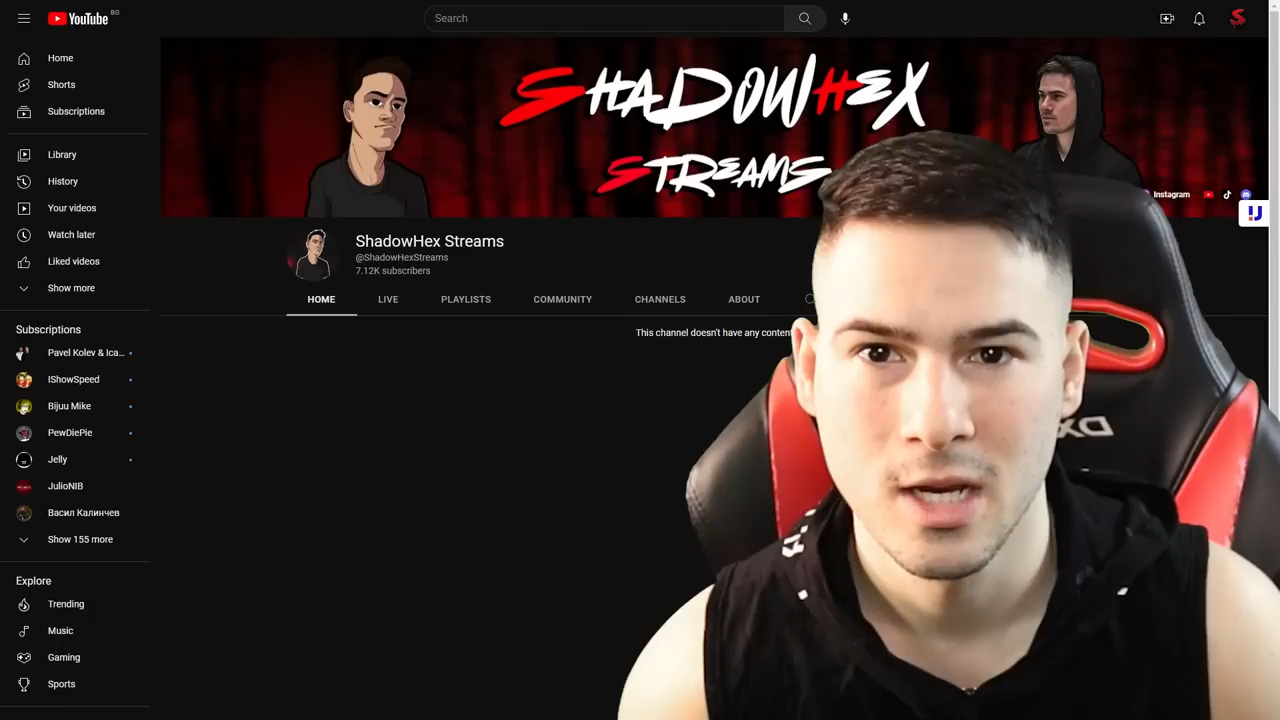 YouTube BG
Search
Home
Shorts
Subscriptions
Library
History
Your videos
Watch later
Liked videos
Show more
Subscriptions
Pavel Kolev & Ica...
IShowSpeed
Bijuu Mike
PewDiePie
Jelly
JulioNIB
Васил Калинчев
Show 155 more
Explore
Trending
Music
Gaming
Sports
SHADOWHEX
STREAMS
Instagram
ShadowHex Streams
@ShadowHexStreams
7.12K subscribers
HOME
LIVE
PLAYLISTS
COMMUNITY
CHANNELS
ABOUT
This channel doesn't have any content